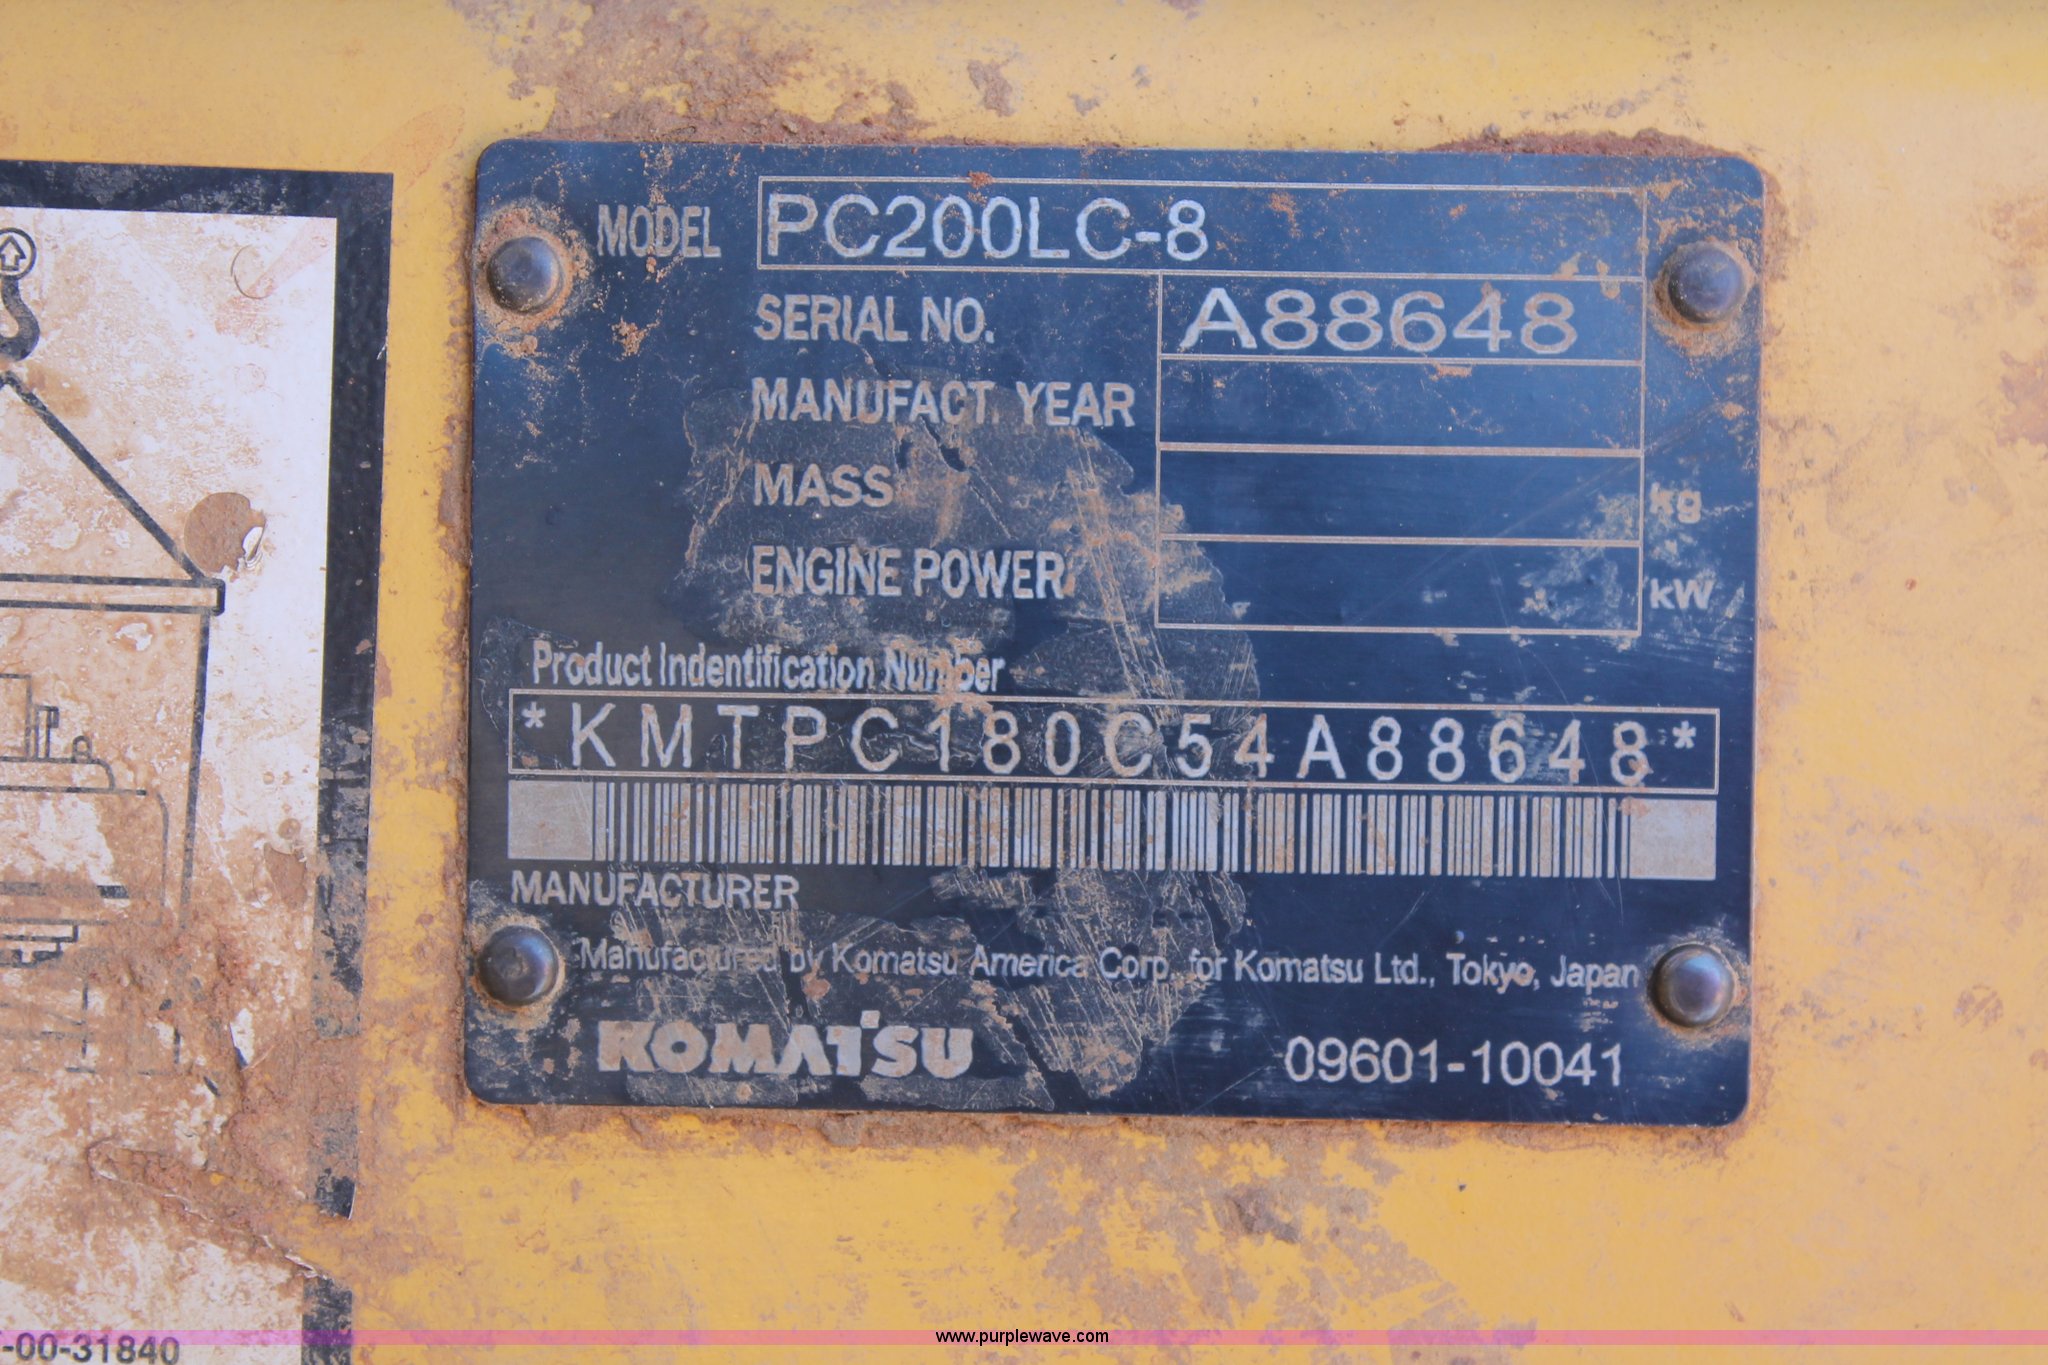 MODEL PC200LC-8
SERIAL NO. A88648
MANUFACT. YEAR
MASS kg
ENGINE POWER kW
Product Indentification Number
*KMTPC180C54A88648*
MANUFACTURER
Manufactured by Komatsu America Corp. for Komatsu Ltd., Tokyo, Japan
KOMATSU
09601-10041
-00-31840
www.purplewave.com